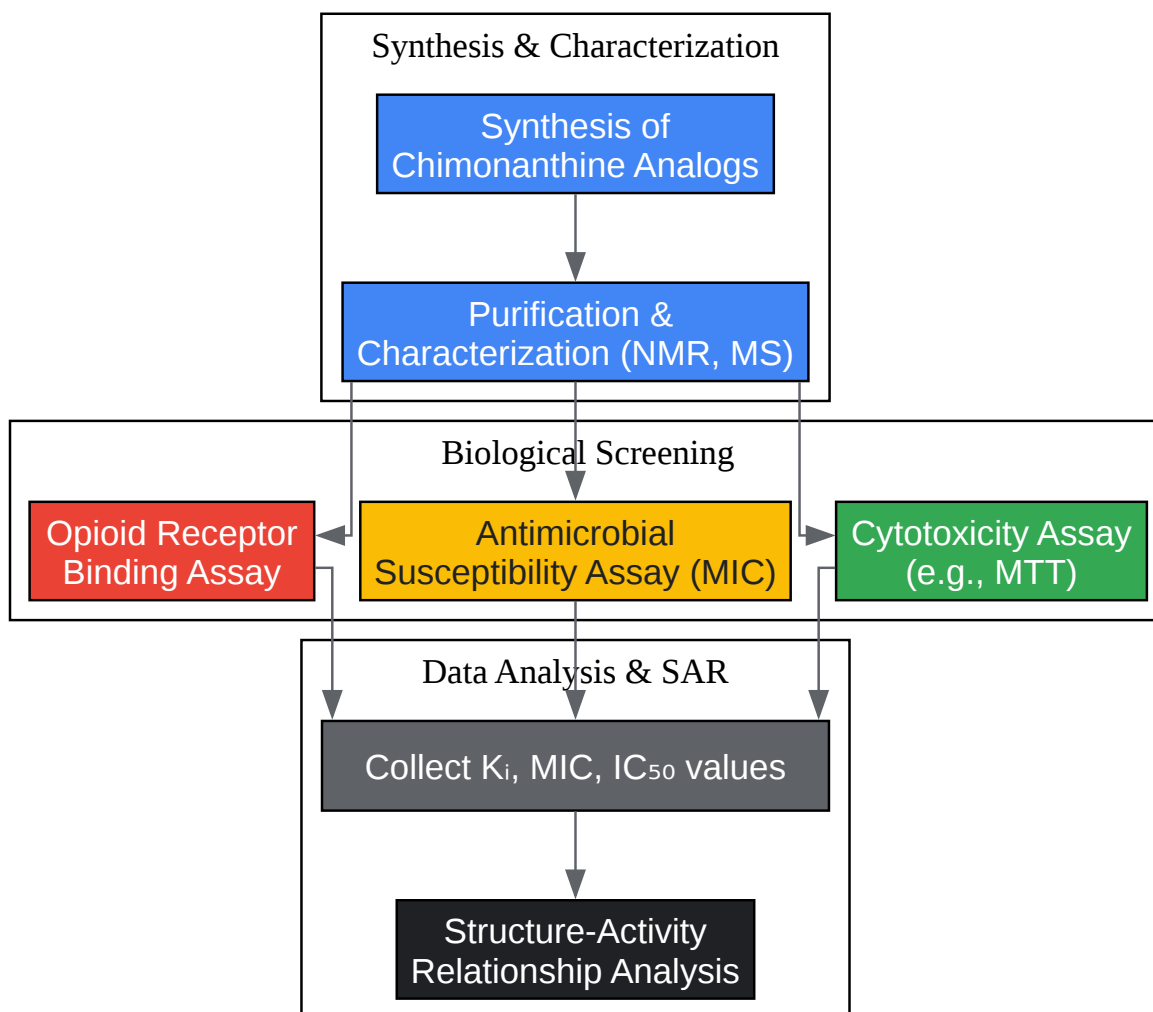 Synthesis & Characterization
Synthesis of
Chimonanthine Analogs
Purification &
Characterization (NMR, MS)
Biological Screening
Opioid Receptor
Binding Assay
Antimicrobial
Susceptibility Assay (MIC)
Cytotoxicity Assay
(e.g., MTT)
Data Analysis & SAR
Collect Kᵢ, MIC, IC₅₀ values
Structure-Activity
Relationship Analysis